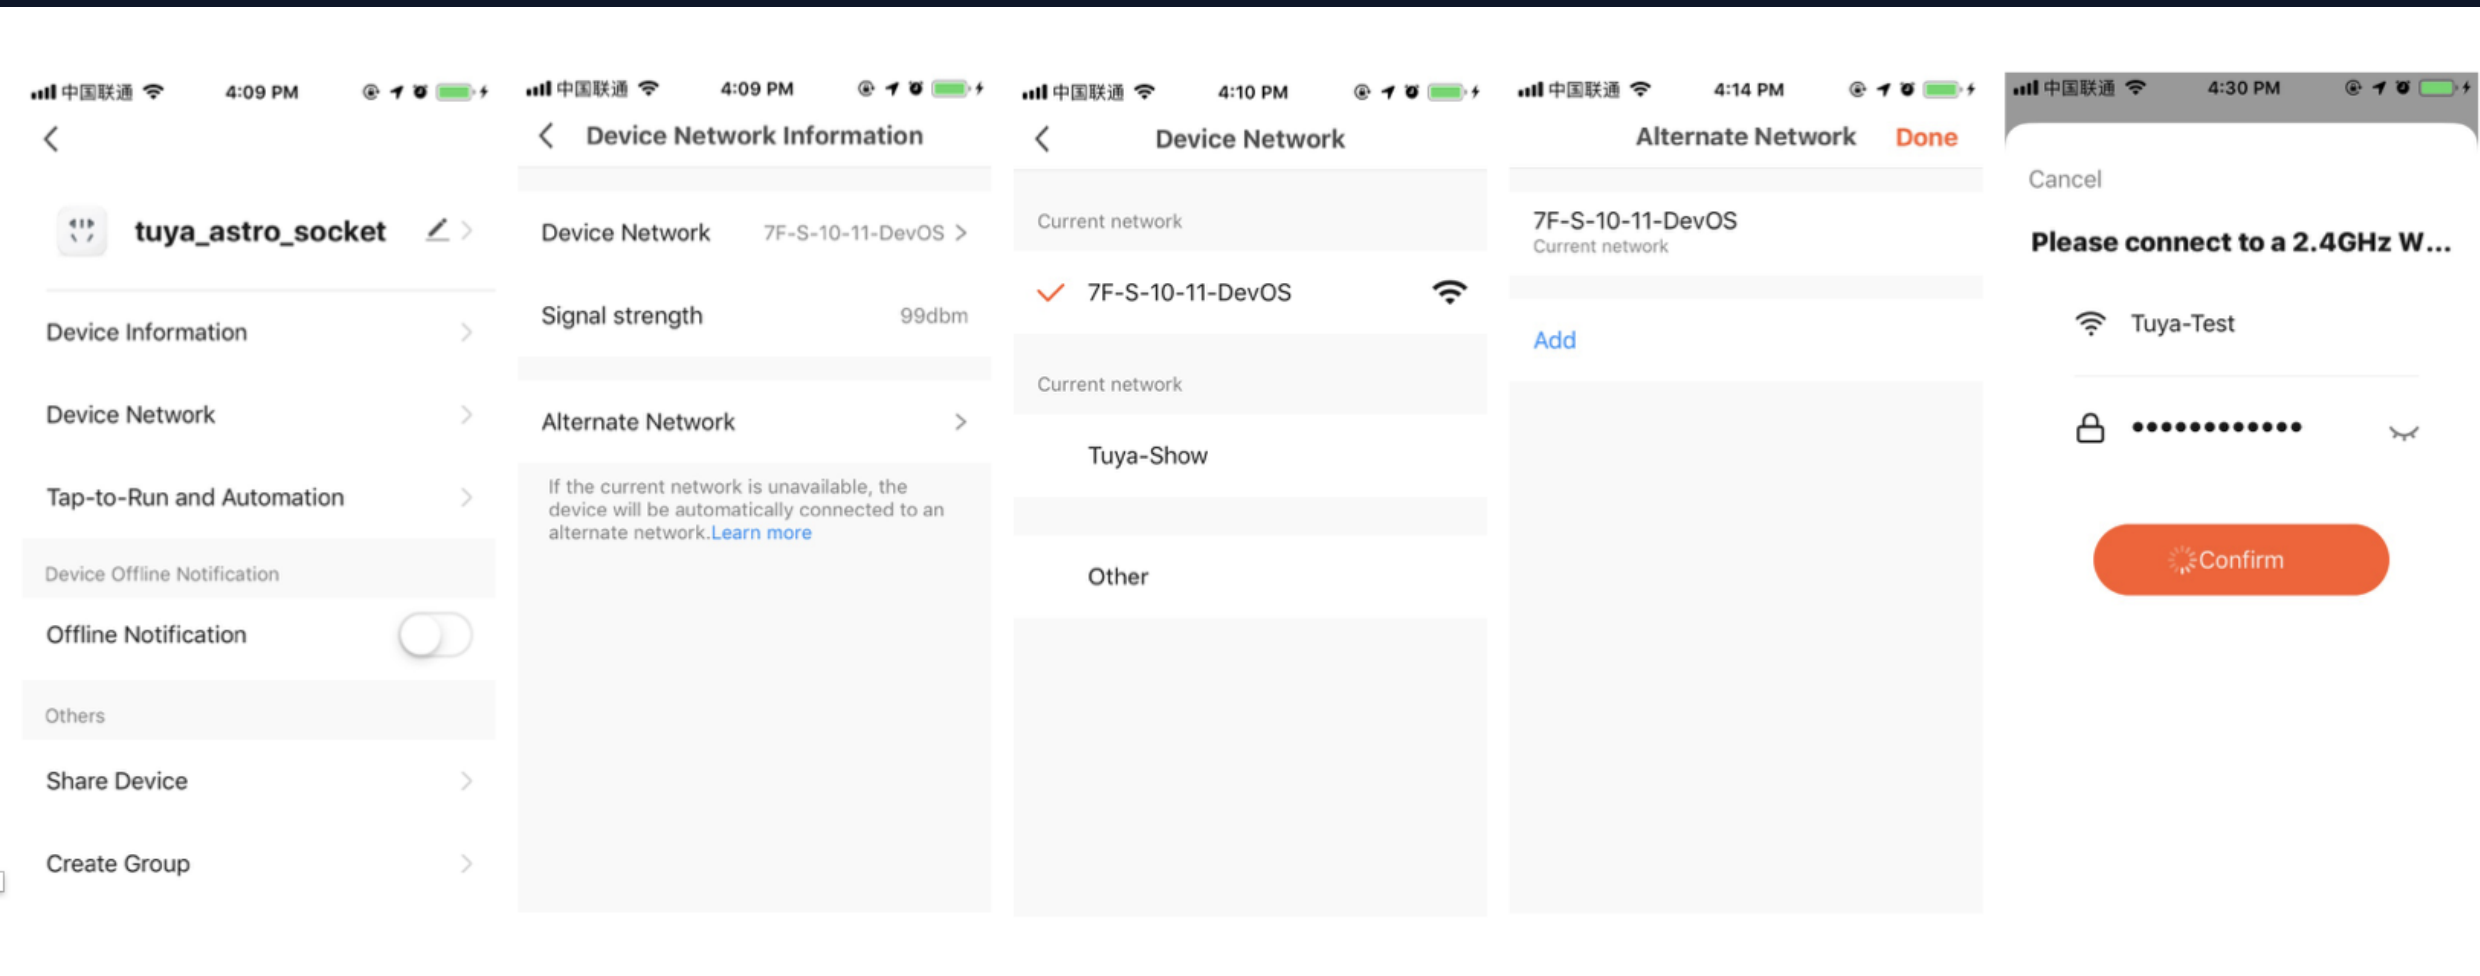 中国联通 4:09 PM
tuya_astro_socket
Device Information
Device Network
Tap-to-Run and Automation
Device Offline Notification
Offline Notification
Others
Share Device
Create Group
中国联通 4:09 PM
Device Network Information
Device Network 7F-S-10-11-DevOS
Signal strength 99dbm
Alternate Network
If the current network is unavailable, the
device will be automatically connected to an
alternate network.Learn more
中国联通 4:10 PM
Device Network
Current network
7F-S-10-11-DevOS
Current network
Tuya-Show
Other
中国联通 4:14 PM
Alternate Network Done
7F-S-10-11-DevOS
Current network
Add
中国联通 4:30 PM
Cancel
Please connect to a 2.4GHz W...
Tuya-Test
••••••••••••
Confirm